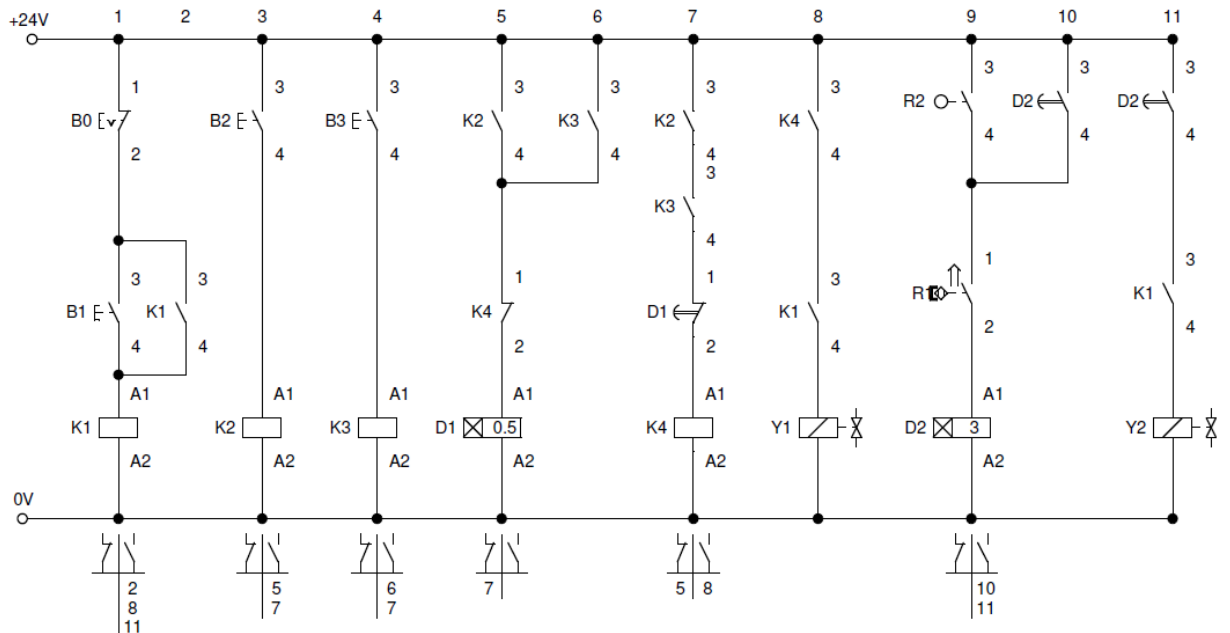 +24V 1 2 3 4 5 6 7 8 9 10 11
1 3 3 3 3 3 3 3 3 3
B0 B2 B3 K2 K3 K2 K4 R2 D2 D2
2 4 4 4 4 4 4 4 4 4
3
K3
4
3 3 1 1 3 1 3
B1 K1 K4 D1 K1 R1 K1
4 4 2 2 4 2 4
A1 A1 A1 A1 A1 A1
K1 K2 K3 D1 0.5 K4 Y1 D2 3 Y2
A2 A2 A2 A2 A2 A2
0V
2 5 6 7 5 8 10
8 7 7 11
11